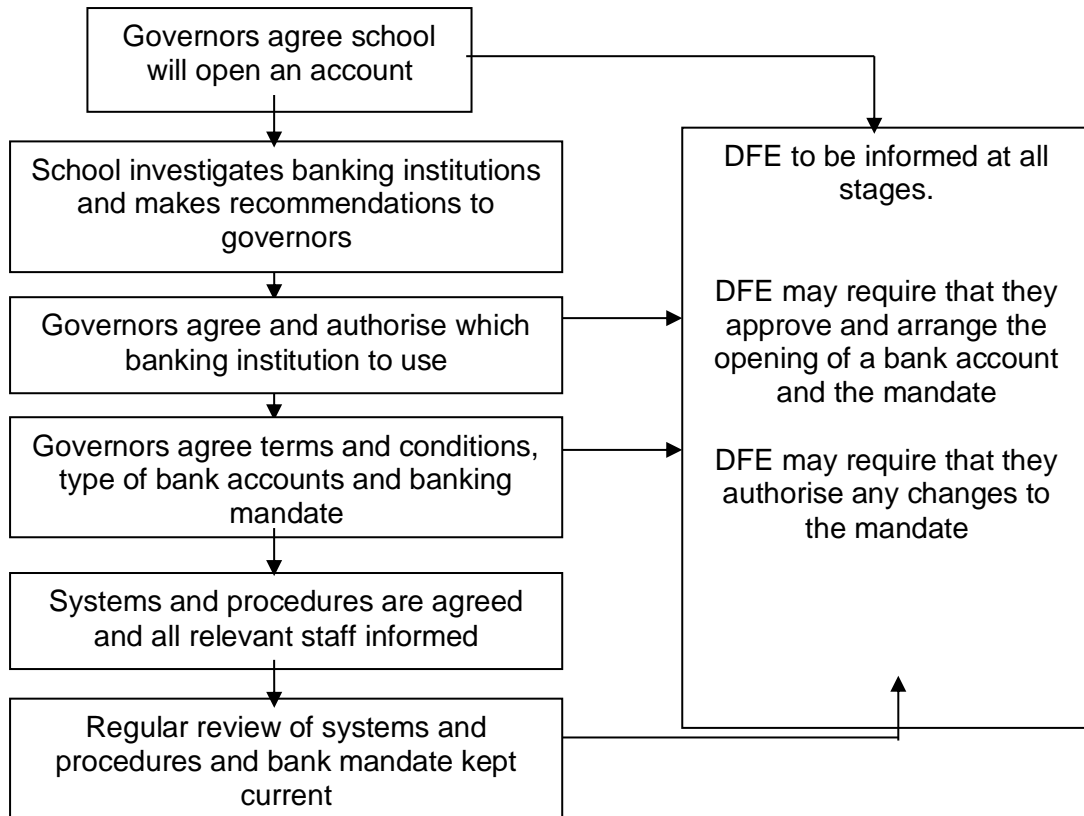 Governors agree school
will open an account
School investigates banking institutions
and makes recommendations to
governors
Governors agree and authorise which
banking institution to use
Governors agree terms and conditions,
type of bank accounts and banking
mandate
Systems and procedures are agreed
and all relevant staff informed
Regular review of systems and
procedures and bank mandate kept
current
DFE to be informed at all
stages.
DFE may require that they
approve and arrange the
opening of a bank account
and the mandate
DFE may require that they
authorise any changes to
the mandate